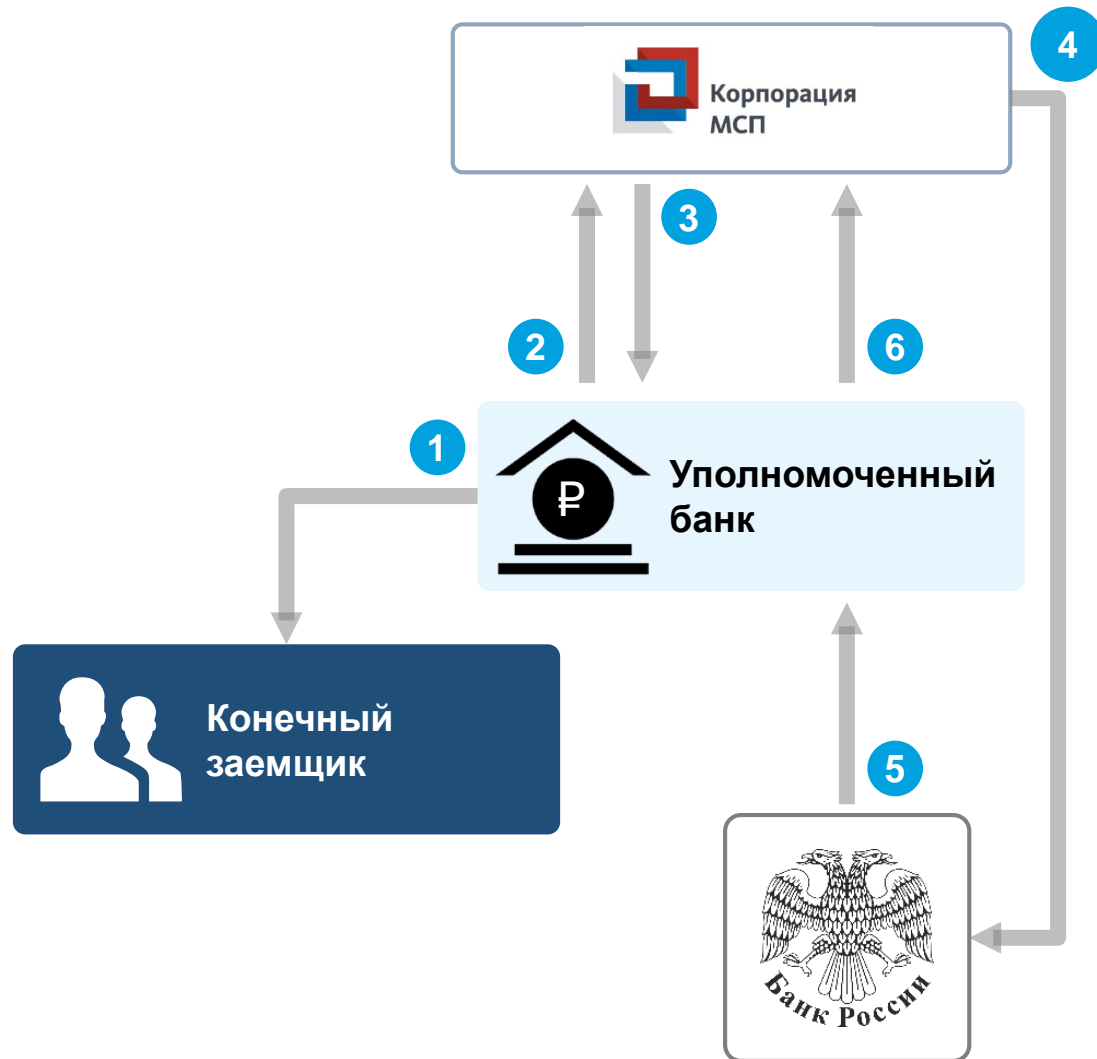 4
Корпорация
МСП
3
2
6
1
₽
Уполномоченный
банк
Конечный
заемщик
5
Банк России